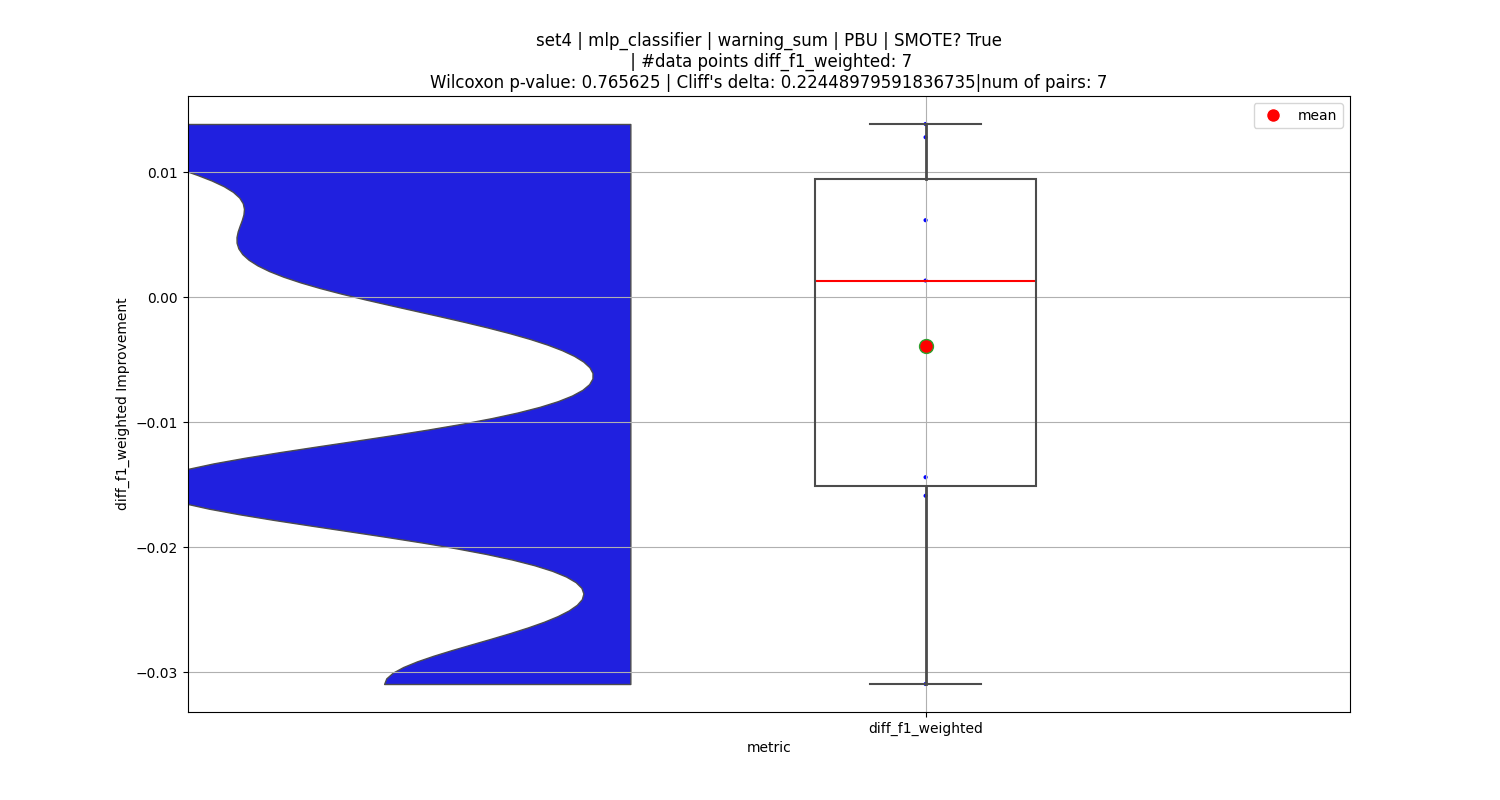 set4 | mlp_classifier | warning_sum | PBU | SMOTE? True
| #data points diff_f1_weighted: 7
Wilcoxon p-value: 0.765625 | Cliff's delta: 0.22448979591836735|num of pairs: 7
mean
0.01
0.00
−0.01
−0.02
−0.03
diff_f1_weighted Improvement
diff_f1_weighted
metric